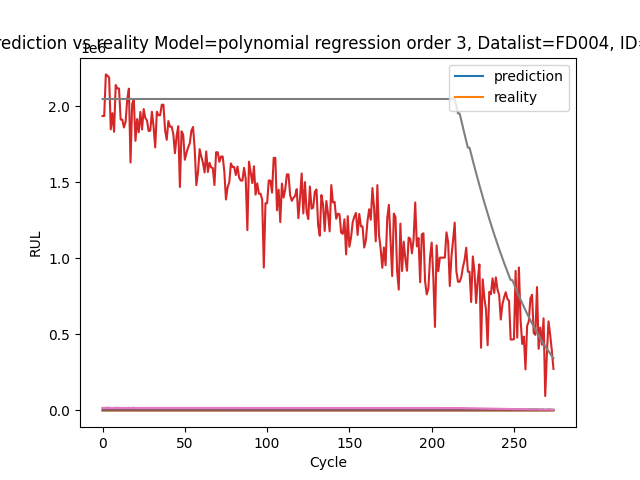 rediction vs reality Model=polynomial regression order 3, Datalist=FD004, ID=
1e6
prediction
reality
2.0
1.5
1.0
0.5
0.0
RUL
0 50 100 150 200 250
Cycle